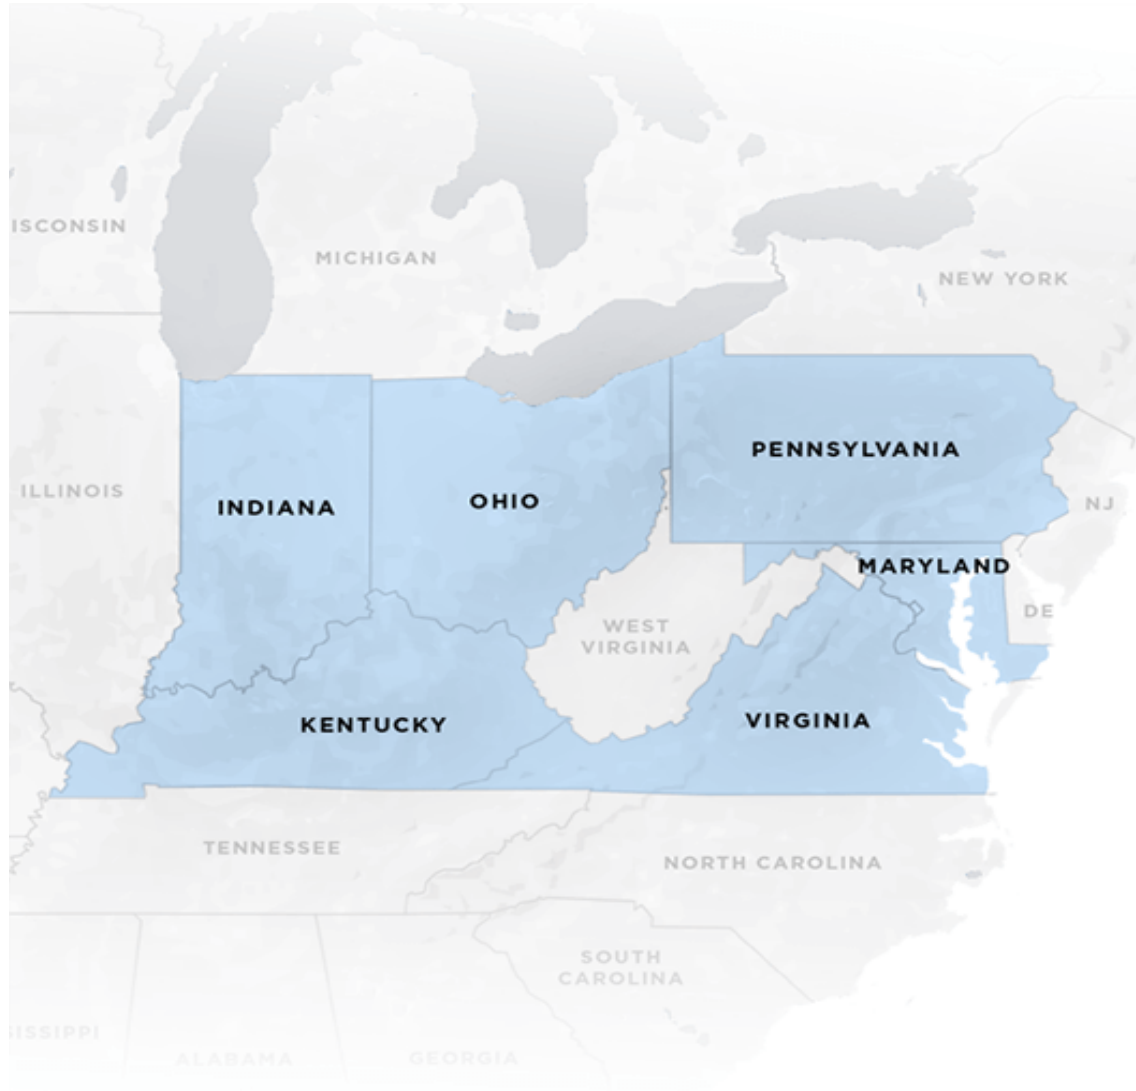 ISCONSIN
MICHIGAN
NEW YORK
PENNSYLVANIA
ILLINOIS
OHIO
INDIANA
NJ
MARYLAND
DE
WEST
VIRGINIA
KENTUCKY
VIRGINIA
TENNESSEE
NORTH CAROLINA
SOUTH
CAROLINA
SISSIPPI
ALABAMA
GEORGIA